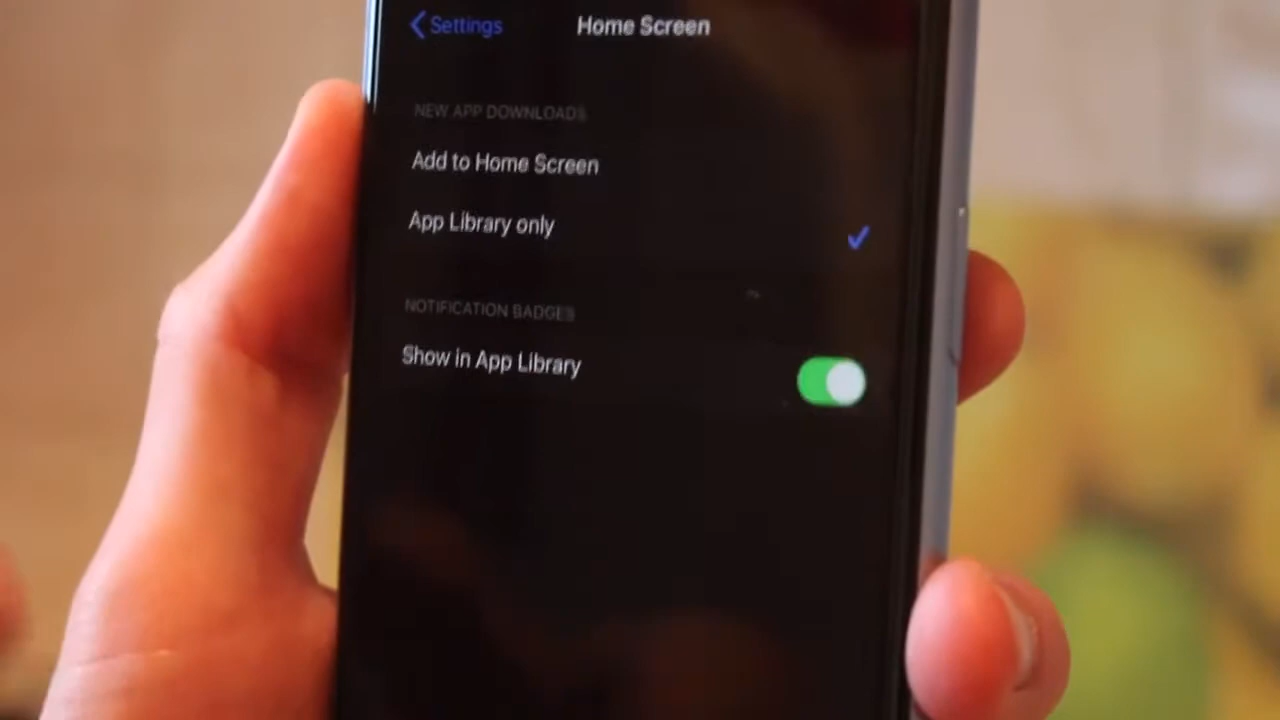 Settings
Home Screen
NEW APP DOWNLOADS
Add to Home Screen
App Library only
NOTIFICATION BADGES
Show in App Library